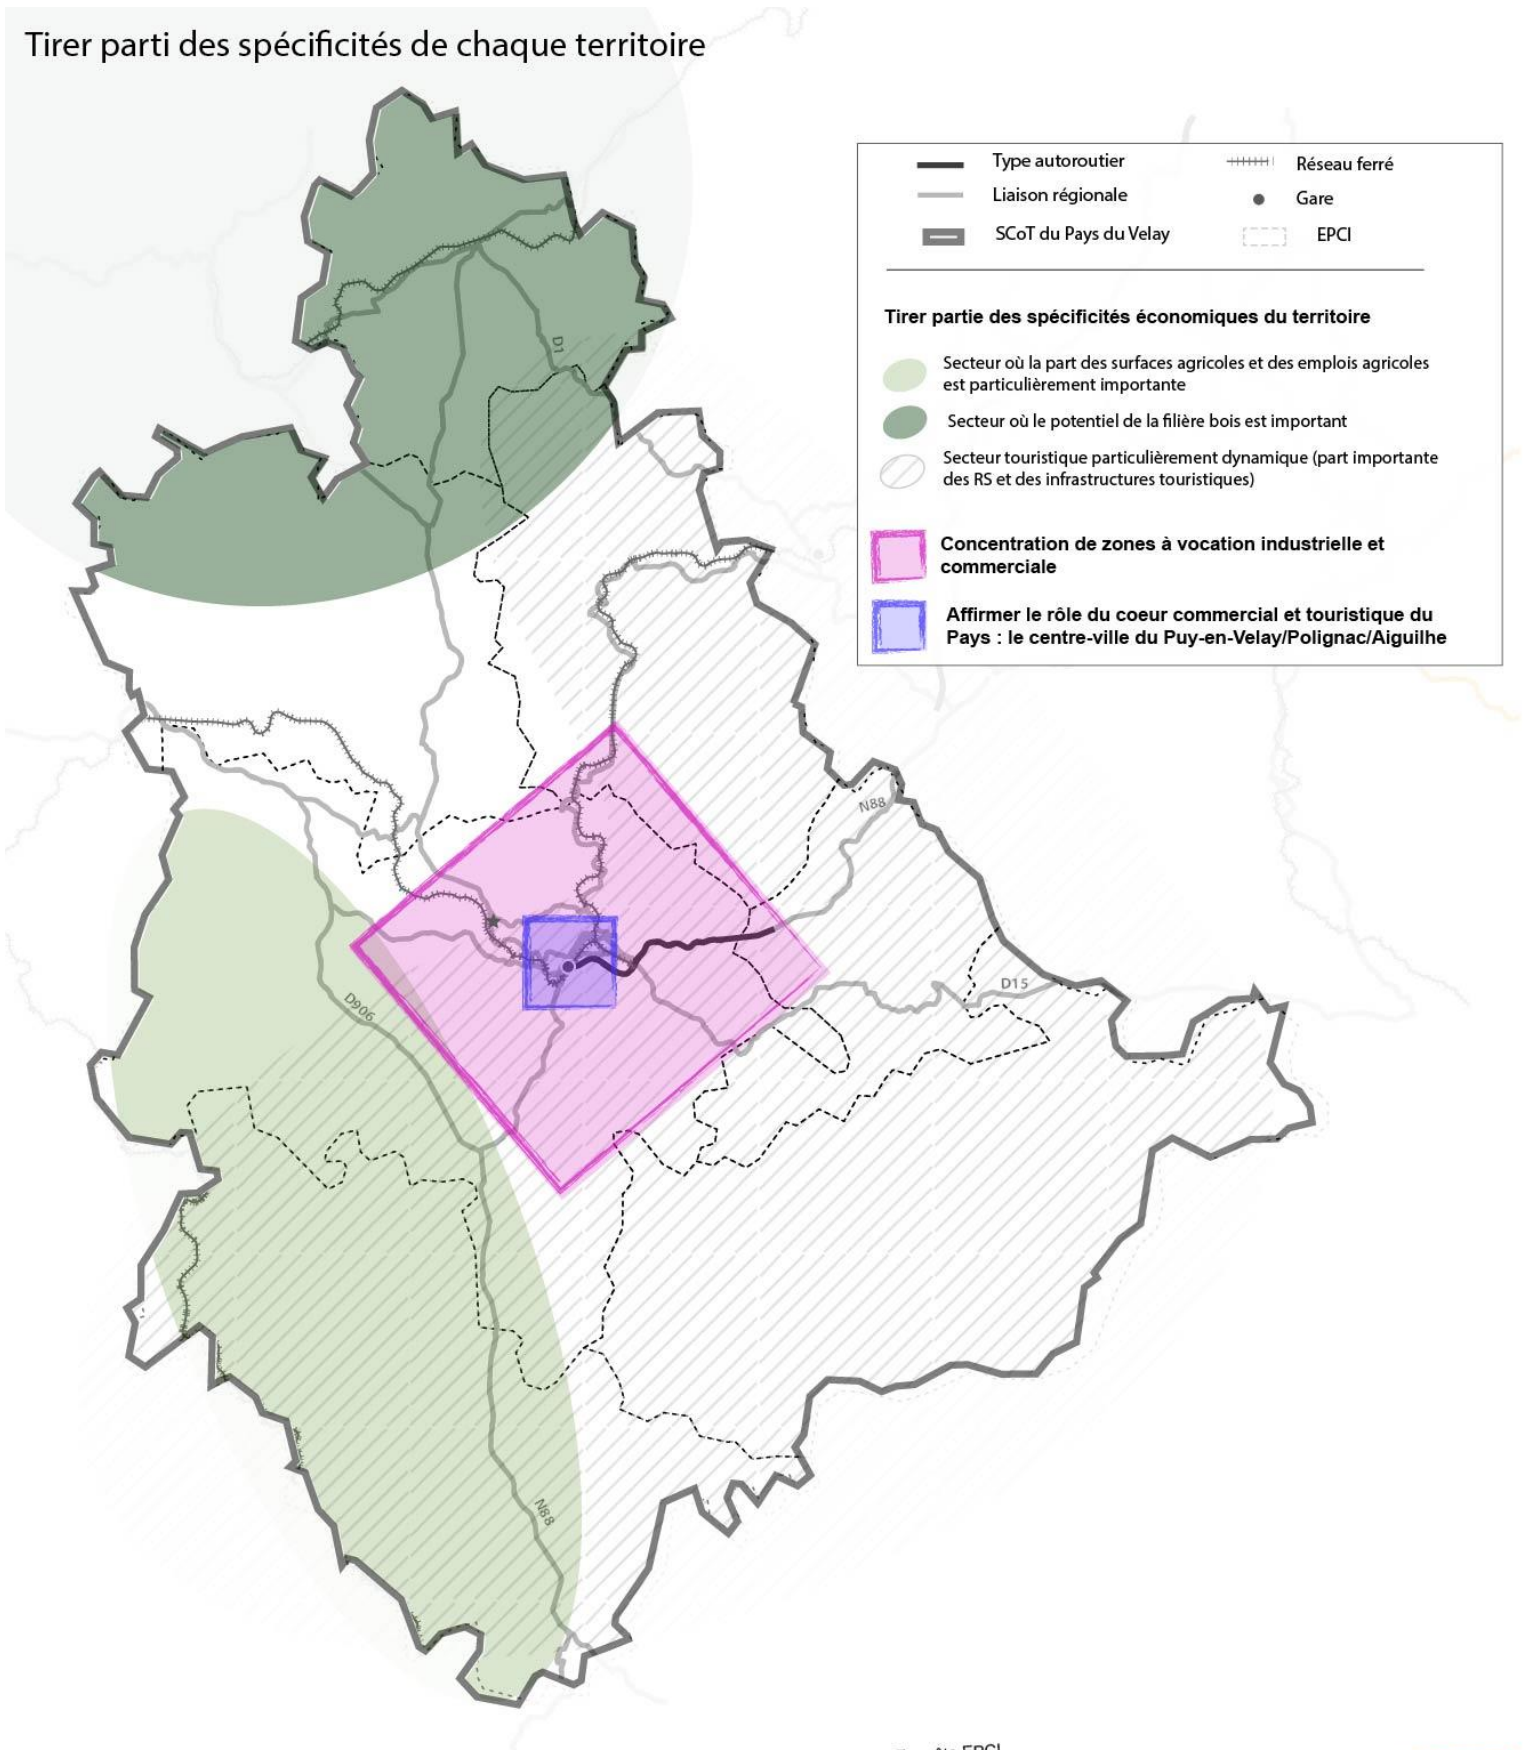 Tirer parti des spécificités de chaque territoire
Type autoroutier
Réseau ferré
Liaison régionale
Gare
SCoT du Pays du Velay
EPCI
Tirer partie des spécificités économiques du territoire
Secteur où la part des surfaces agricoles et des emplois agricoles
est particulièrement importante
Secteur où le potentiel de la filière bois est important
Secteur touristique particulièrement dynamique (part importante
des RS et des infrastructures touristiques)
Concentration de zones à vocation industrielle et
commerciale
Affirmer le rôle du coeur commercial et touristique du
Pays : le centre-ville du Puy-en-Velay/Polignac/Aiguilhe
D1
N88
D15
D906
N88